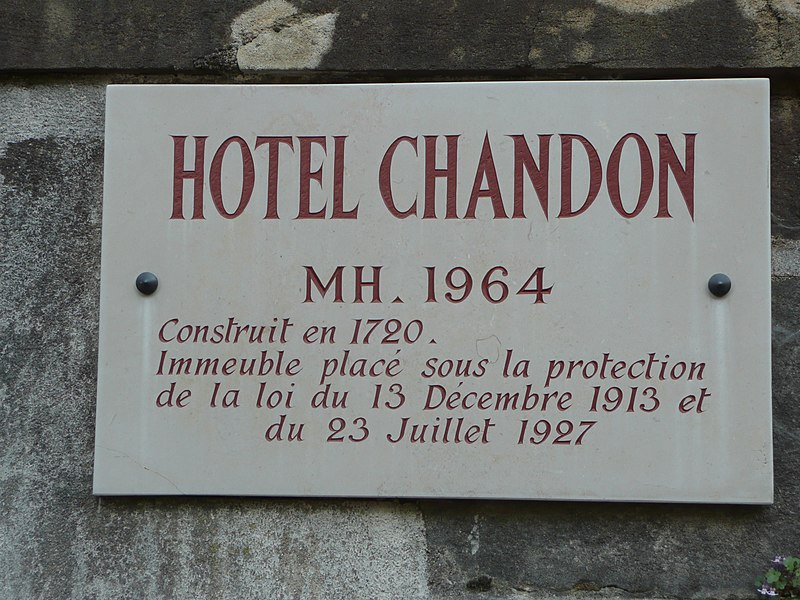 HOTEL CHANDON
MH. 1964
Construit en 1720.
Immeuble placé sous la protection
de la loi du 13 Décembre 1913 et
du 23 Juillet 1927